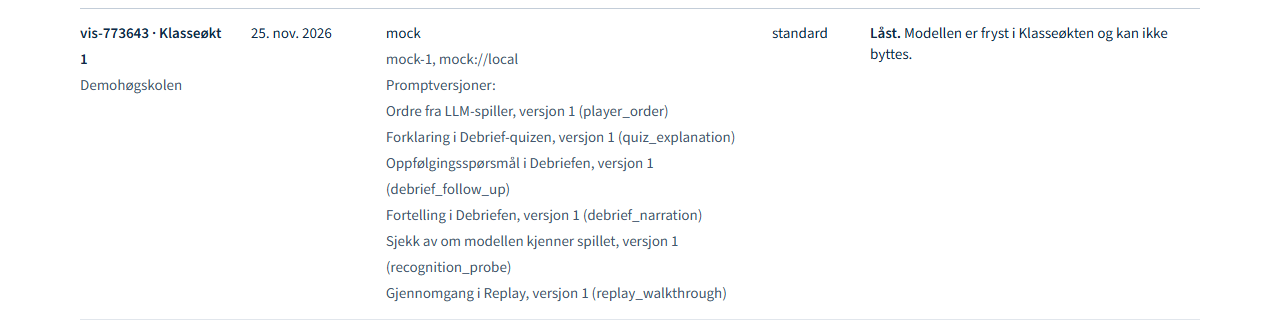 vis-773643 · Klasseøkt
1
Demohøgskolen
25. nov. 2026
mock
mock-1, mock://local
Promptversjoner:
Ordre fra LLM-spiller, versjon 1 (player_order)
Forklaring i Debrief-quizen, versjon 1 (quiz_explanation)
Oppfølgingsspørsmål i Debriefen, versjon 1
(debrief_follow_up)
Fortelling i Debriefen, versjon 1 (debrief_narration)
Sjekk av om modellen kjenner spillet, versjon 1
(recognition_probe)
Gjennomgang i Replay, versjon 1 (replay_walkthrough)
standard
Låst. Modellen er fryst i Klasseøkten og kan ikke
byttes.